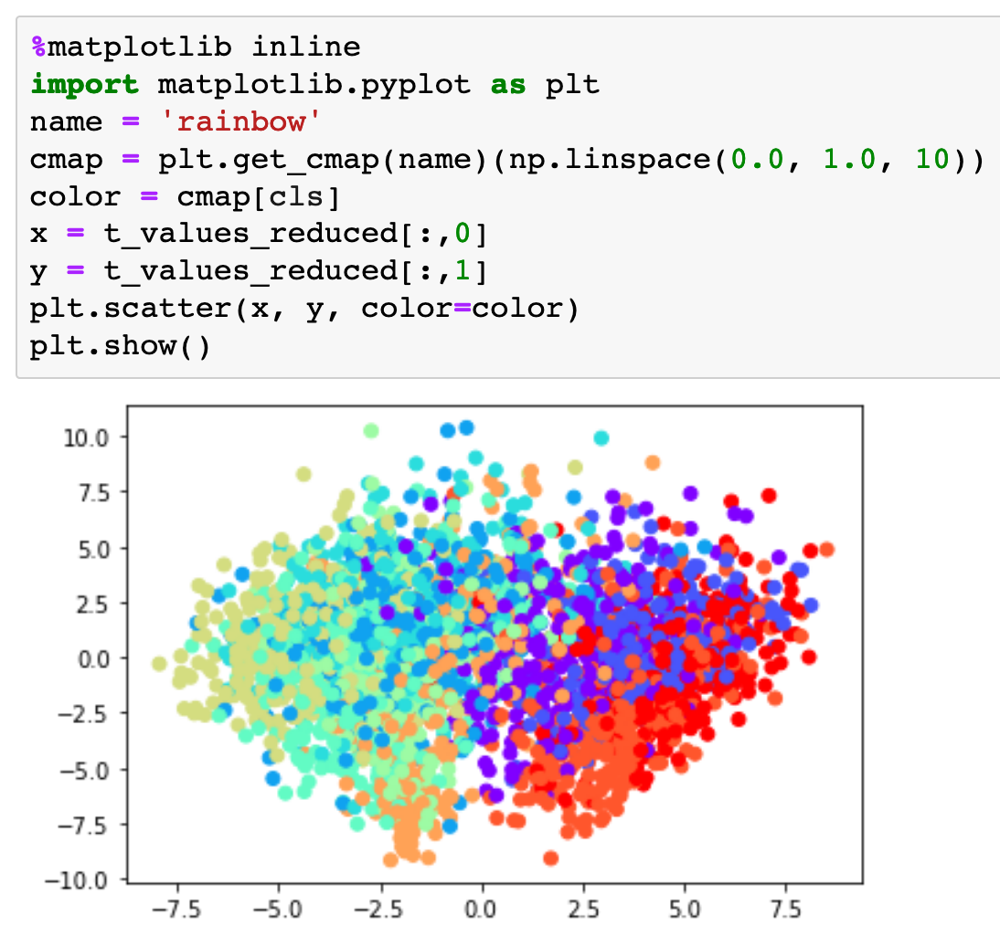 %matplotlib inline
import matplotlib.pyplot as plt
name = 'rainbow'
cmap = plt.get_cmap(name)(np.linspace(0.0, 1.0, 10))
color = cmap[cls]
x = t_values_reduced[:,0]
y = t_values_reduced[:,1]
plt.scatter(x, y, color=color)
plt.show()
10.0
7.5
5.0
2.5
0.0
−2.5
−5.0
−7.5
−10.0
−7.5 −5.0 −2.5 0.0 2.5 5.0 7.5